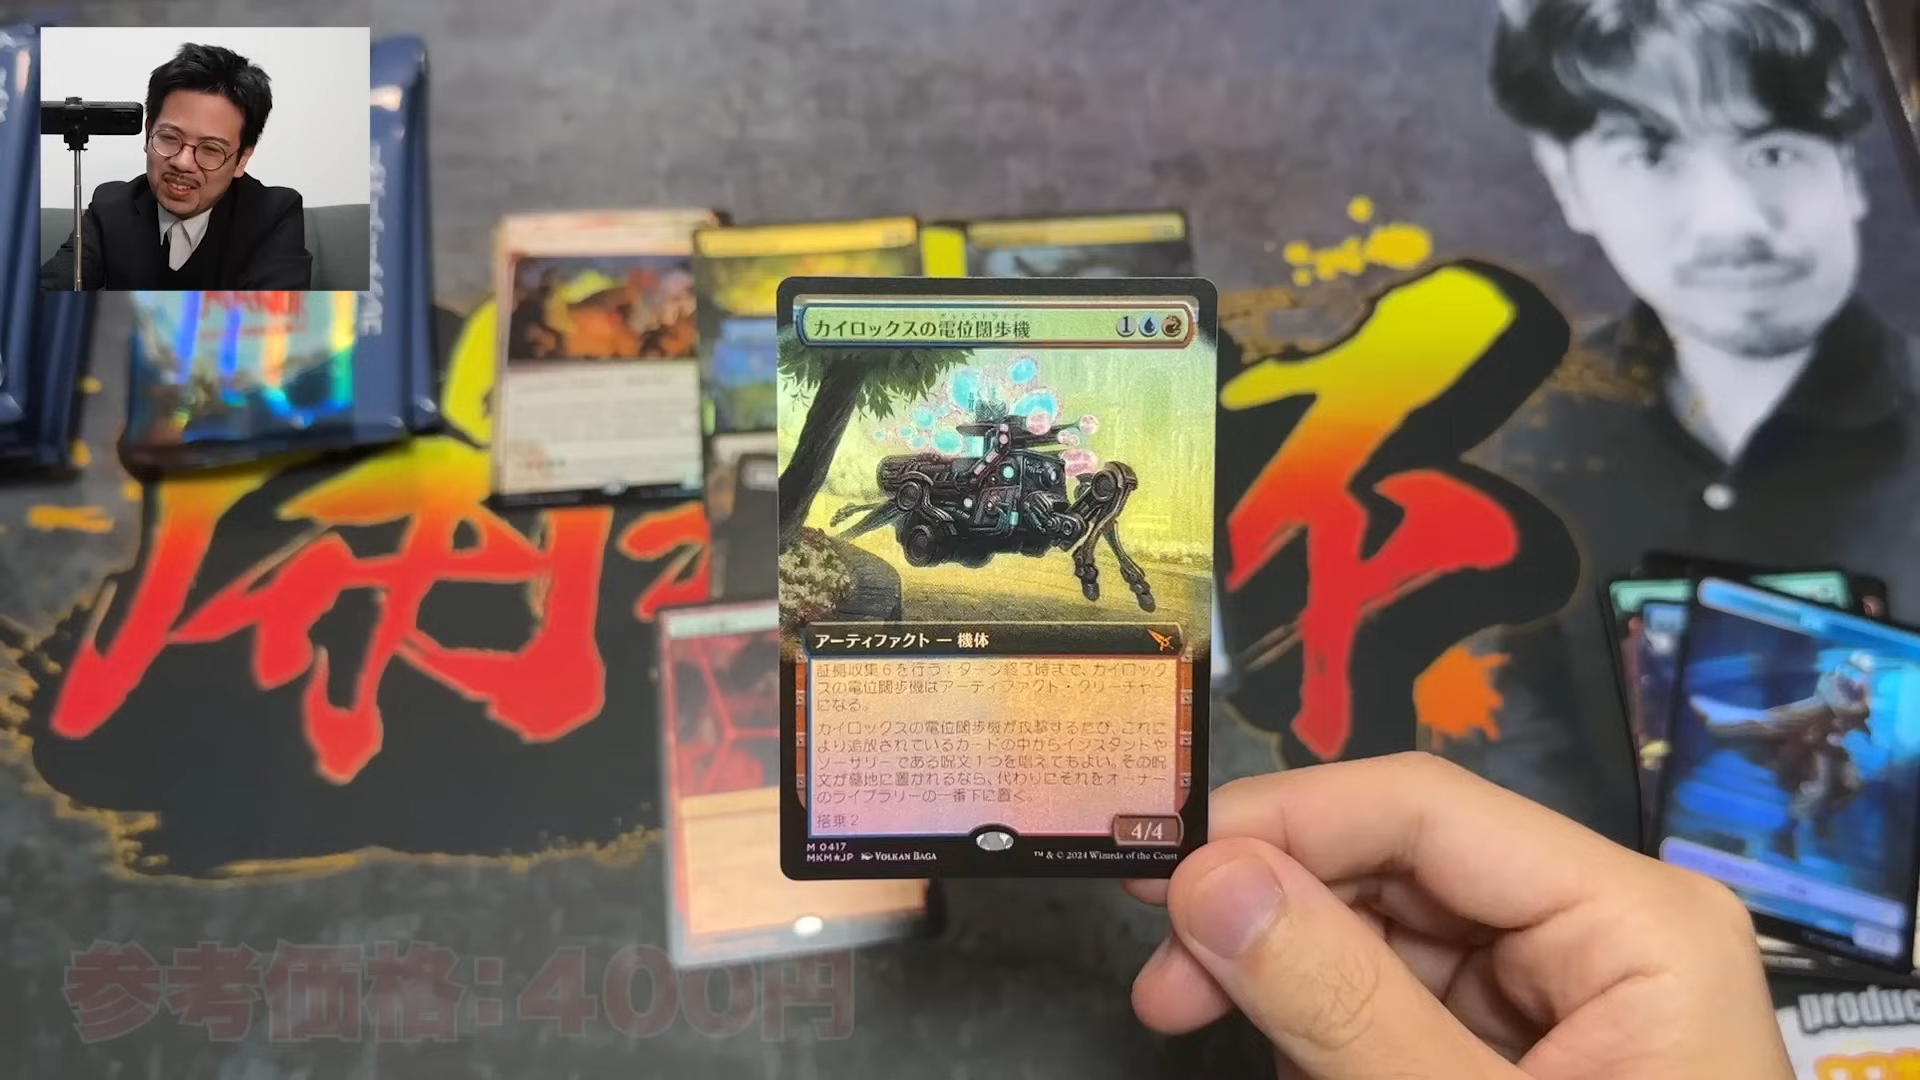 カイロックスの電位闊歩機
ボルトストライダー
1
アーティファクト — 機体
証拠収集6を行う：ターン終了時まで、カイロック
スの電位闊歩機はアーティファクト・クリーチャー
になる。
カイロックスの電位闊歩機が攻撃するたび、これに
より追放されているカードの中からインスタントや
ソーサリーである呪文1つを唱えてもよい。その呪
文が墓地に置かれるなら、代わりにそれをオーナー
のライブラリーの一番下に置く。
搭乗2
4/4
M 0417
MKM★JP VOLKAN BAGA
™ & © 2024 Wizards of the Coast
参考価格：400円
produc